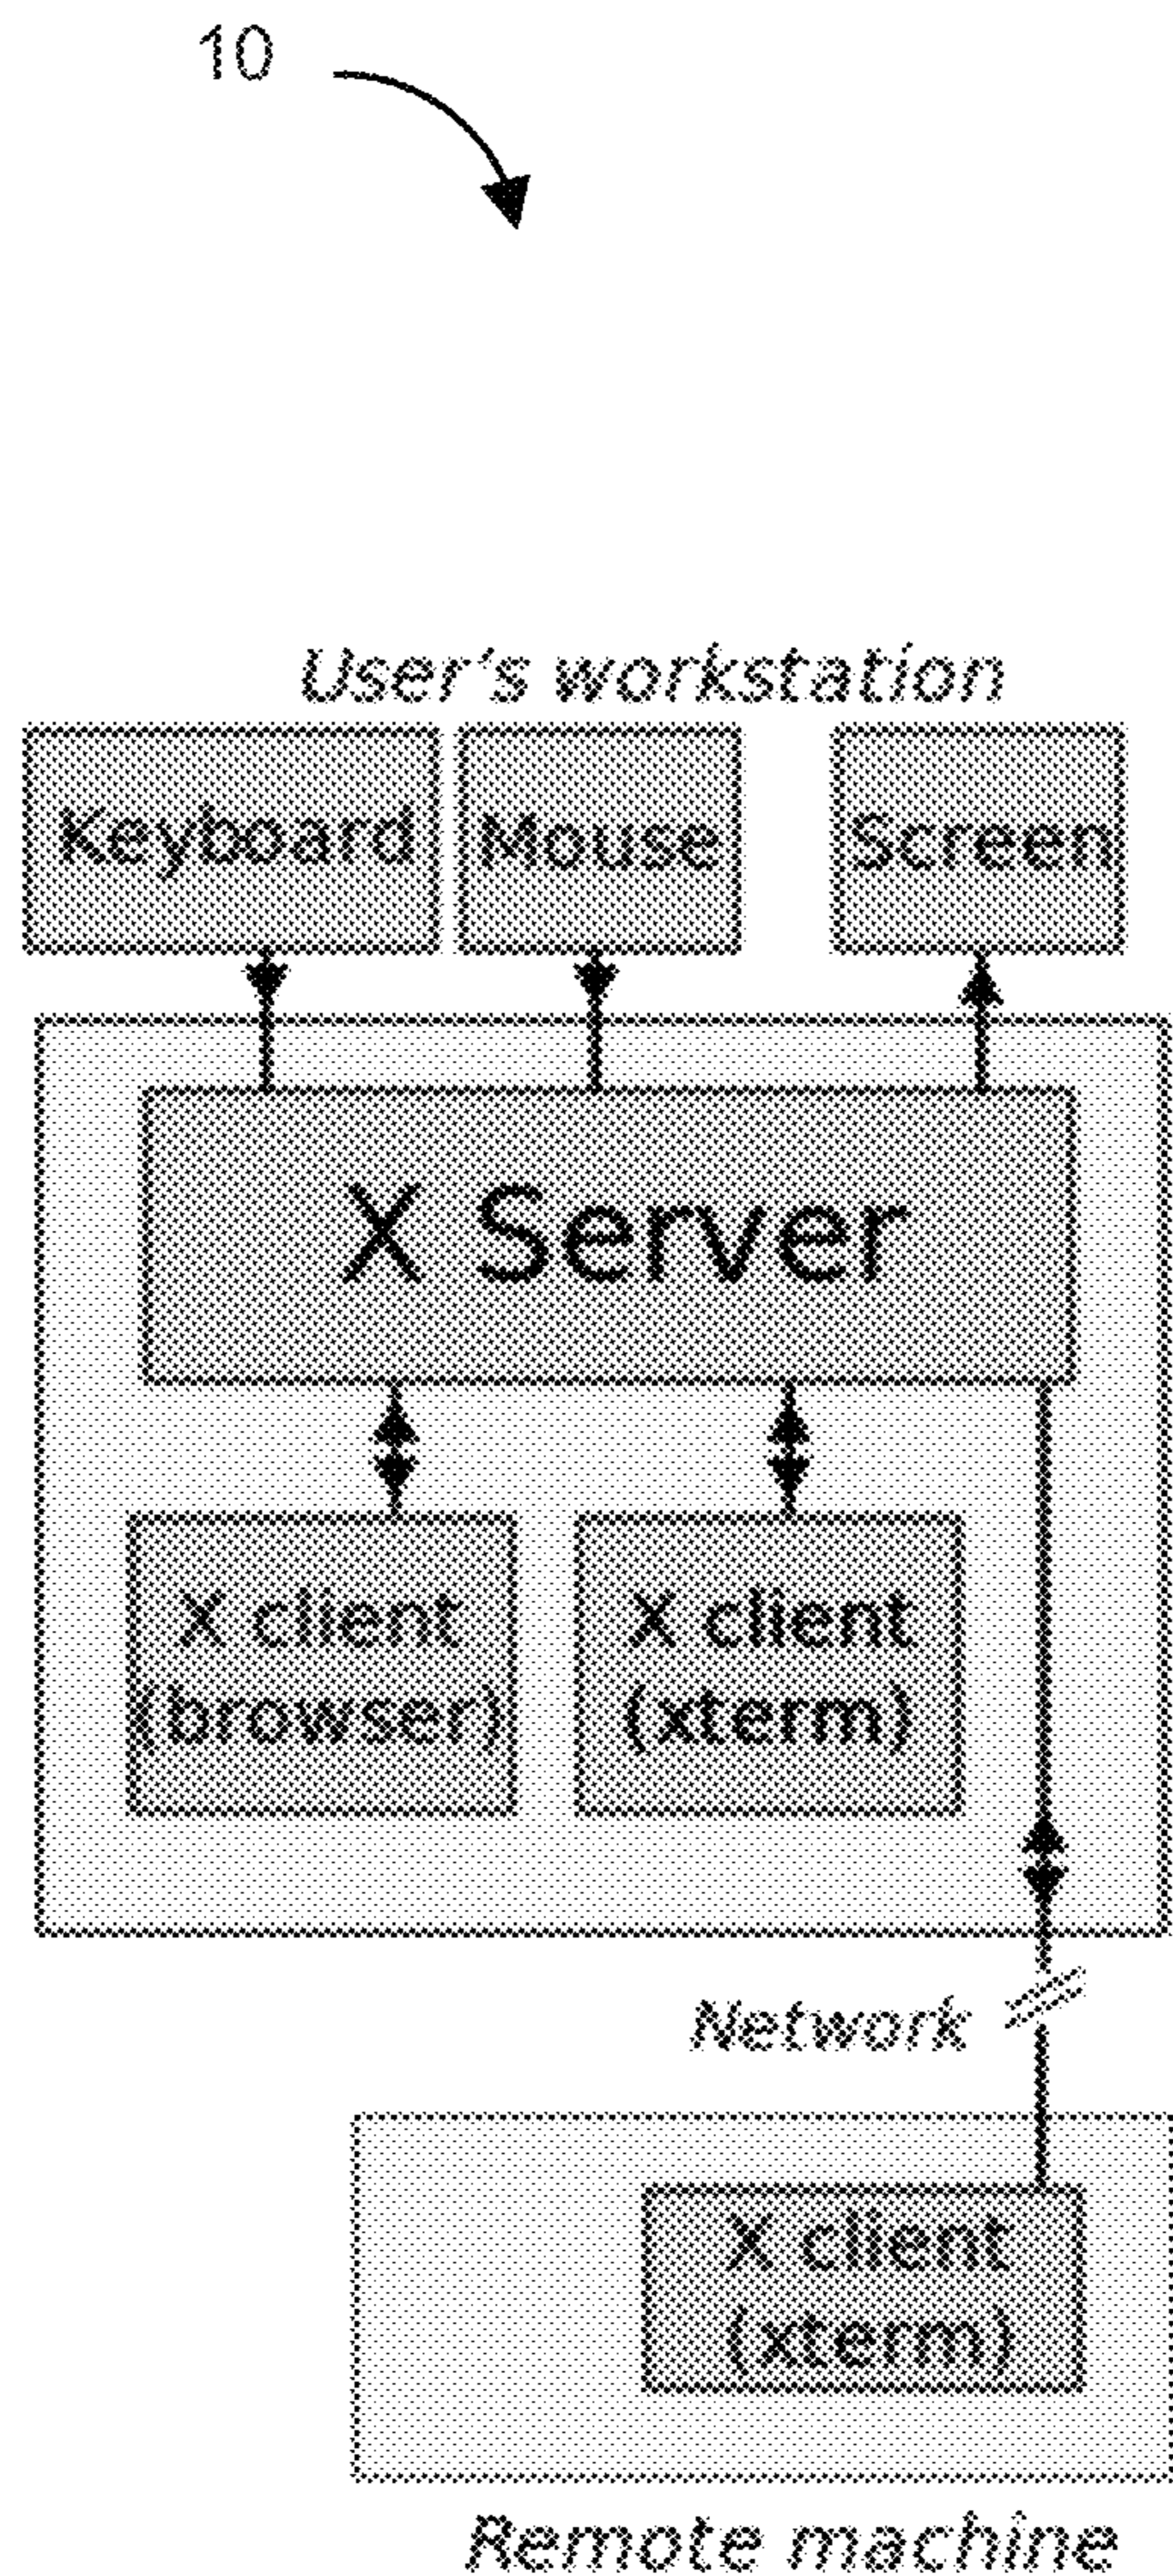 10
User's workstation
Keyboard
Mouse
Screen
X Server
X client
(browser)
X client
(xterm)
Network
X client
(xterm)
Remote machine